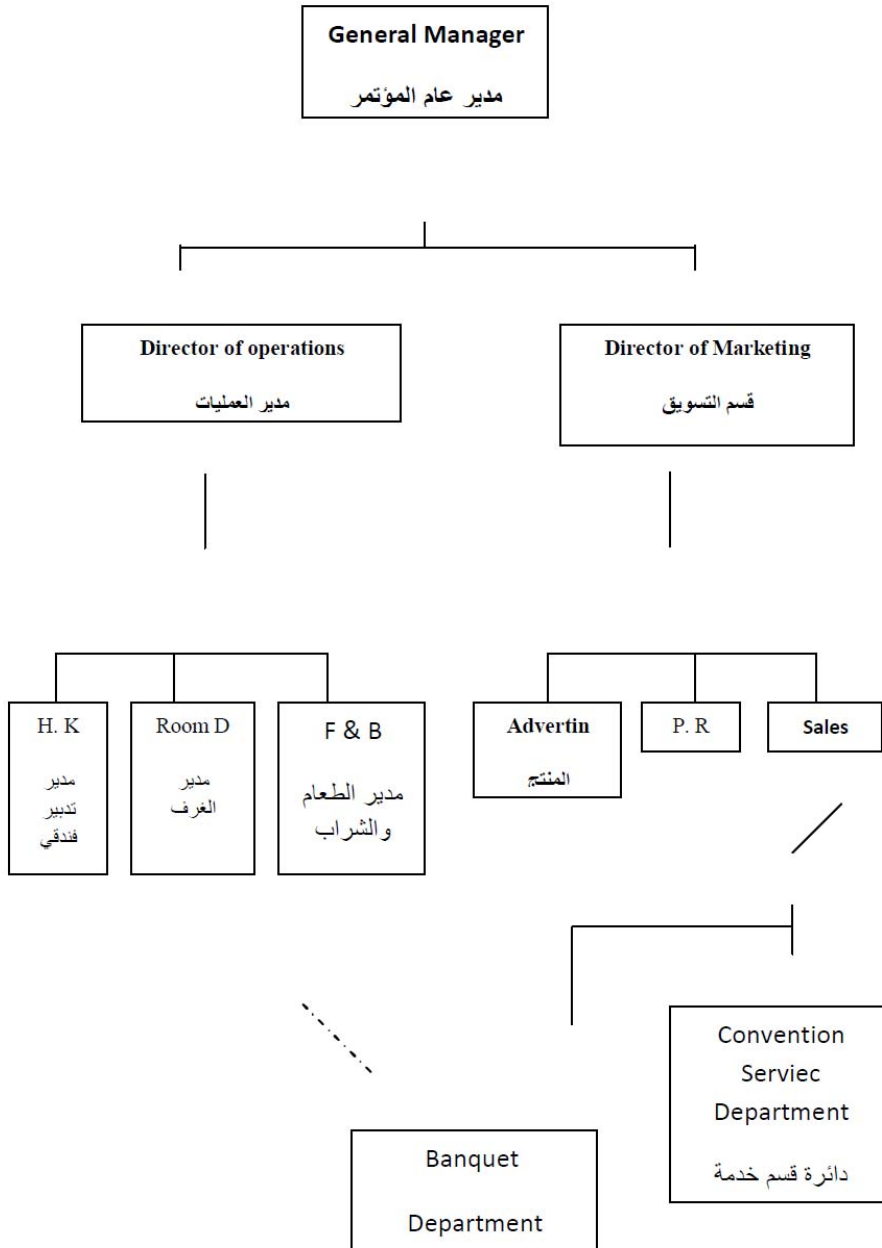 General Manager
مدير عام المؤتمر
Director of operations
مدير العمليات
Director of Marketing
قسم التسويق
H. K
مدير
تدبير
فندقي
Room D
مدير
الغرف
F & B
مدير الطعام
والشراب
Advertin
المنتج
P. R
Sales
Convention
Serviec
Department
دائرة قسم خدمة
Banquet
Department